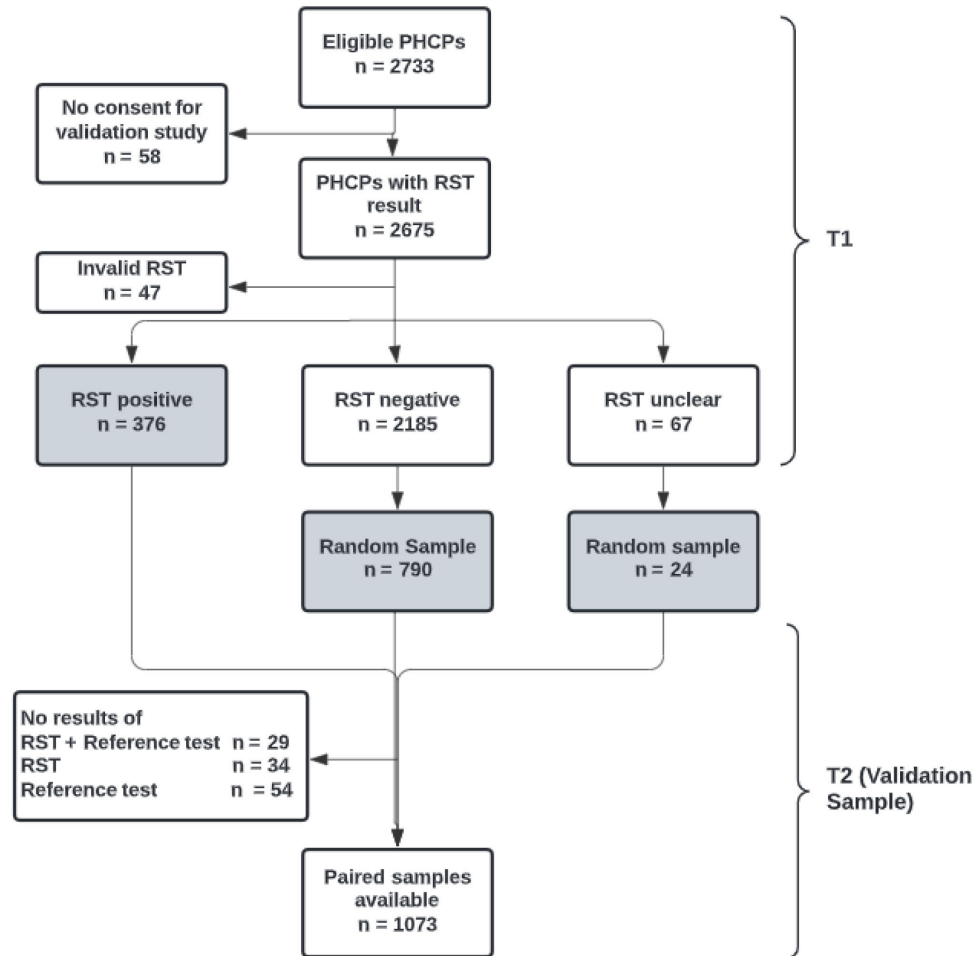 Eligible PHCPs
n = 2733
No consent for
validation study
n = 58
PHCPs with RST
result
n = 2675
T1
Invalid RST
n = 47
RST positive
n = 376
RST negative
n = 2185
RST unclear
n = 67
Random Sample
n = 790
Random sample
n = 24
No results of
RST + Reference test n = 29
RST n = 34
Reference test n = 54
T2 (Validation
Sample)
Paired samples
available
n = 1073